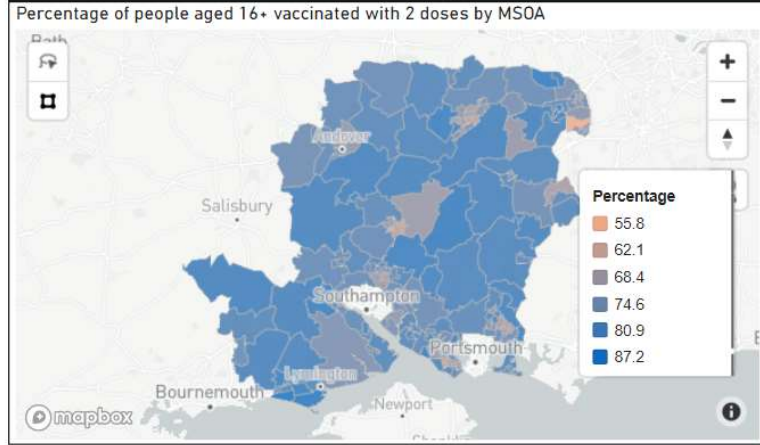 Percentage of people aged 16+ vaccinated with 2 doses by MSOA
Bath
Andover
Salisbury
Percentage
55.8
62.1
68.4
74.6
80.9
87.2
Southampton
Portsmouth
Lymington
Bournemouth
Newport
mapbox